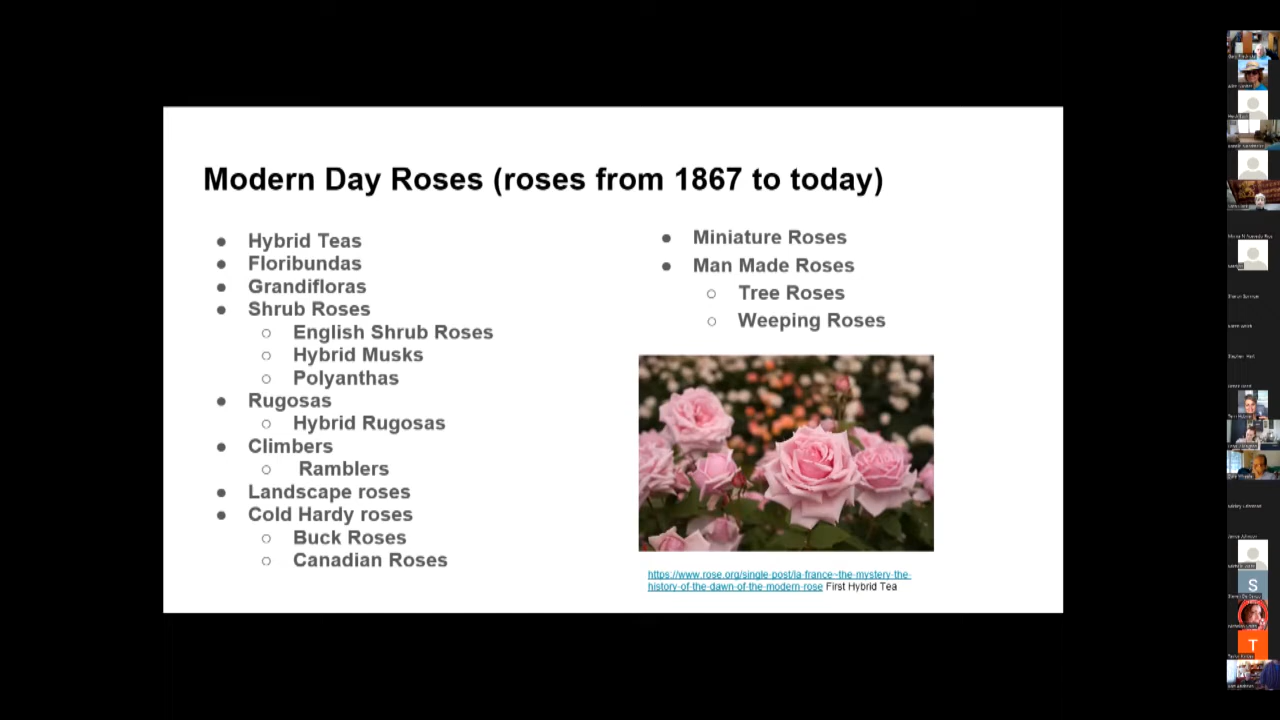 Modern Day Roses (roses from 1867 to today)
Hybrid Teas
Floribundas
Grandifloras
Shrub Roses
English Shrub Roses
Hybrid Musks
Polyanthas
Rugosas
Hybrid Rugosas
Climbers
Ramblers
Landscape roses
Cold Hardy roses
Buck Roses
Canadian Roses
Miniature Roses
Man Made Roses
Tree Roses
Weeping Roses
https://www.rose.org/single-post/la-france~the-mystery-the-
history-of-the-dawn-of-the-modern-rose First Hybrid Tea
S
T